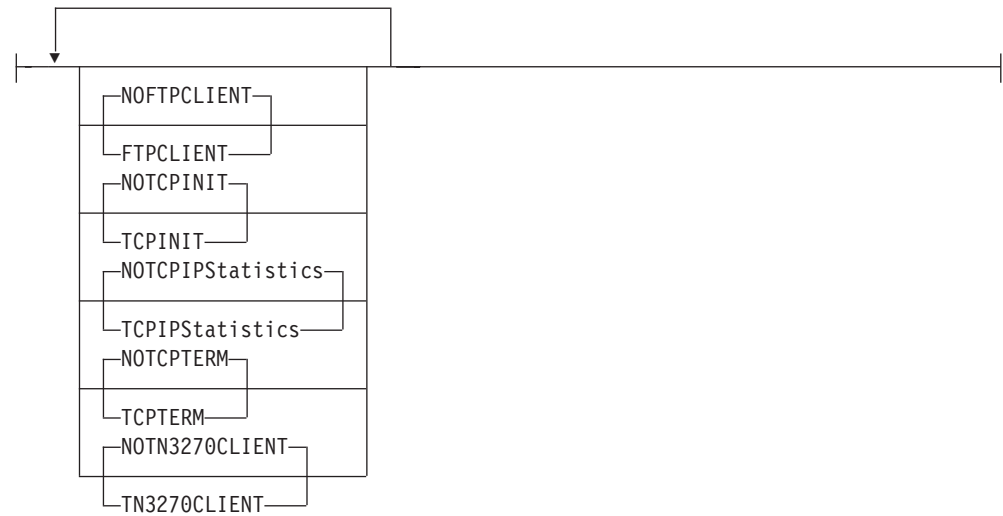 NOFTPCLIENT
FTPCLIENT
NOTCPINIT
TCPINIT
NOTCPIPStatistics
TCPIPStatistics
NOTCPTERM
TCPTERM
NOTN3270CLIENT
TN3270CLIENT